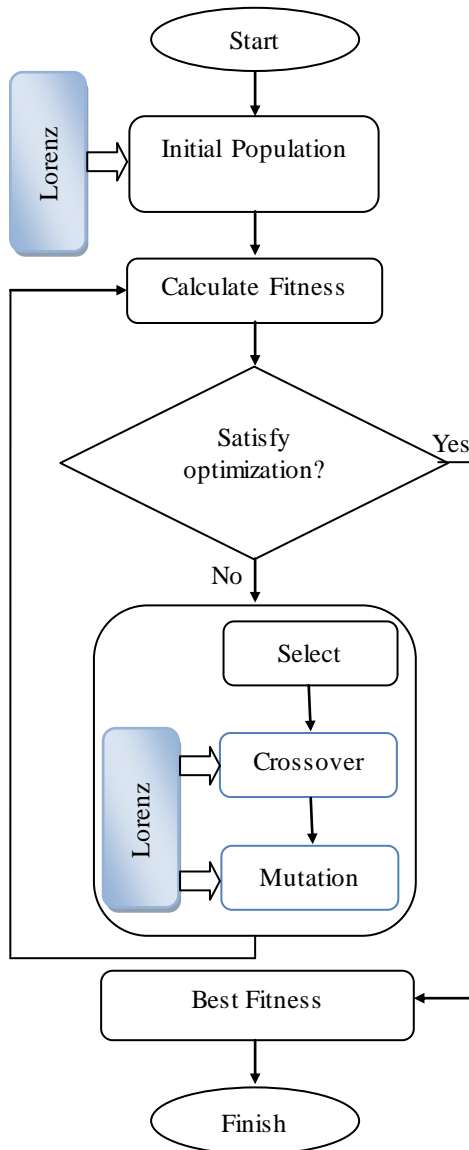 Start
Lorenz
Initial Population
Calculate Fitness
Satisfy
optimization?
Yes
No
Select
Lorenz
Crossover
Mutation
Best Fitness
Finish